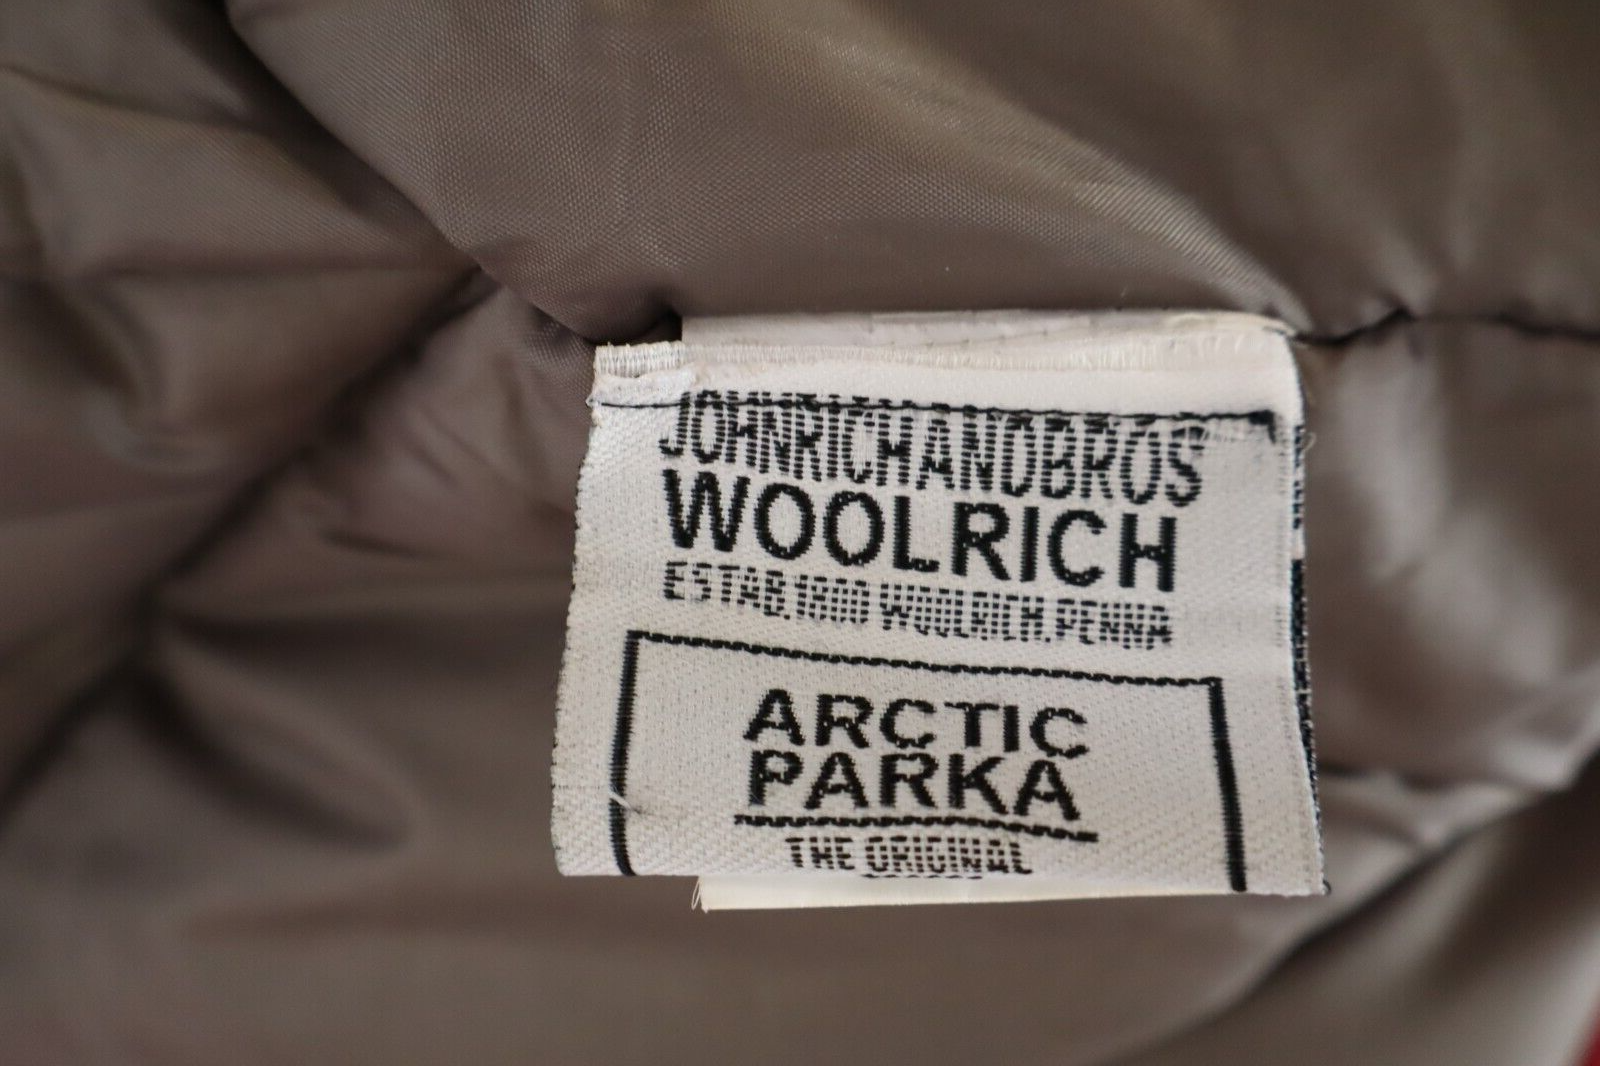 JOHNRICHANDBROS
WOOLRICH
ESTAB.1830 WOOLRICH, PENNA
ARCTIC
PARKA
THE ORIGINAL